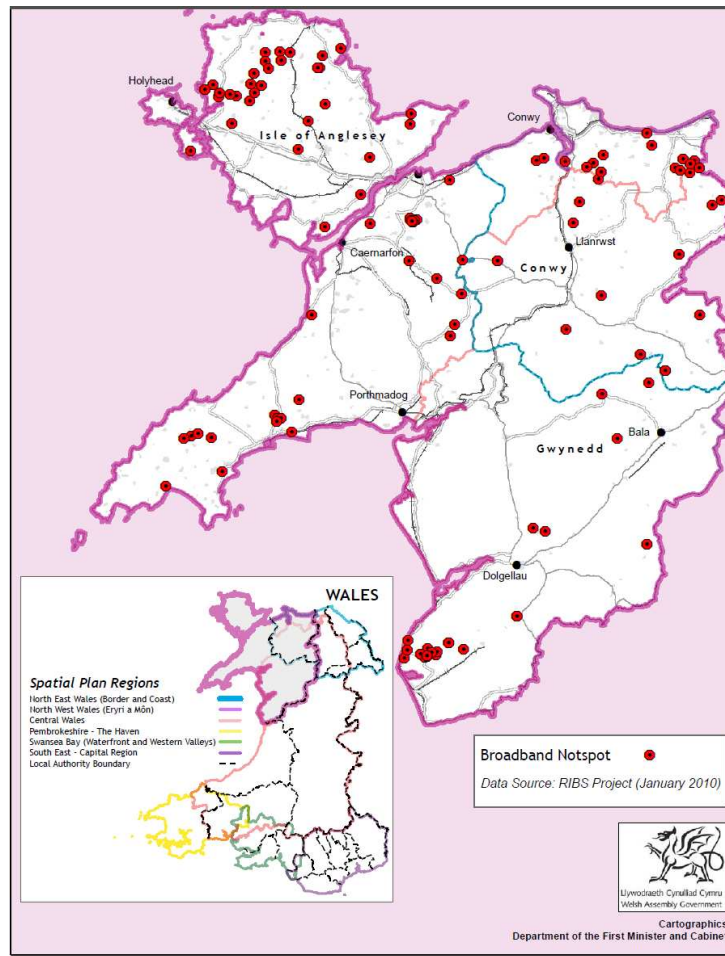 Holyhead
Isle of Anglesey
Conwy
Llanrwst
Caernarfon
Conwy
Porthmadog
Gwynedd
Bala
Dolgellau
WALES
Spatial Plan Regions
North East Wales (Border and Coast)
North West Wales (Eryri a Môn)
Central Wales
Pembrokeshire - The Haven
Swansea Bay (Waterfront and Western Valleys)
South East - Capital Region
Local Authority Boundary
Broadband Notspot
Data Source: RIBS Project (January 2010)
Llywodraeth Cynulliad Cymru
Welsh Assembly Government
Cartographics
Department of the First Minister and Cabinet